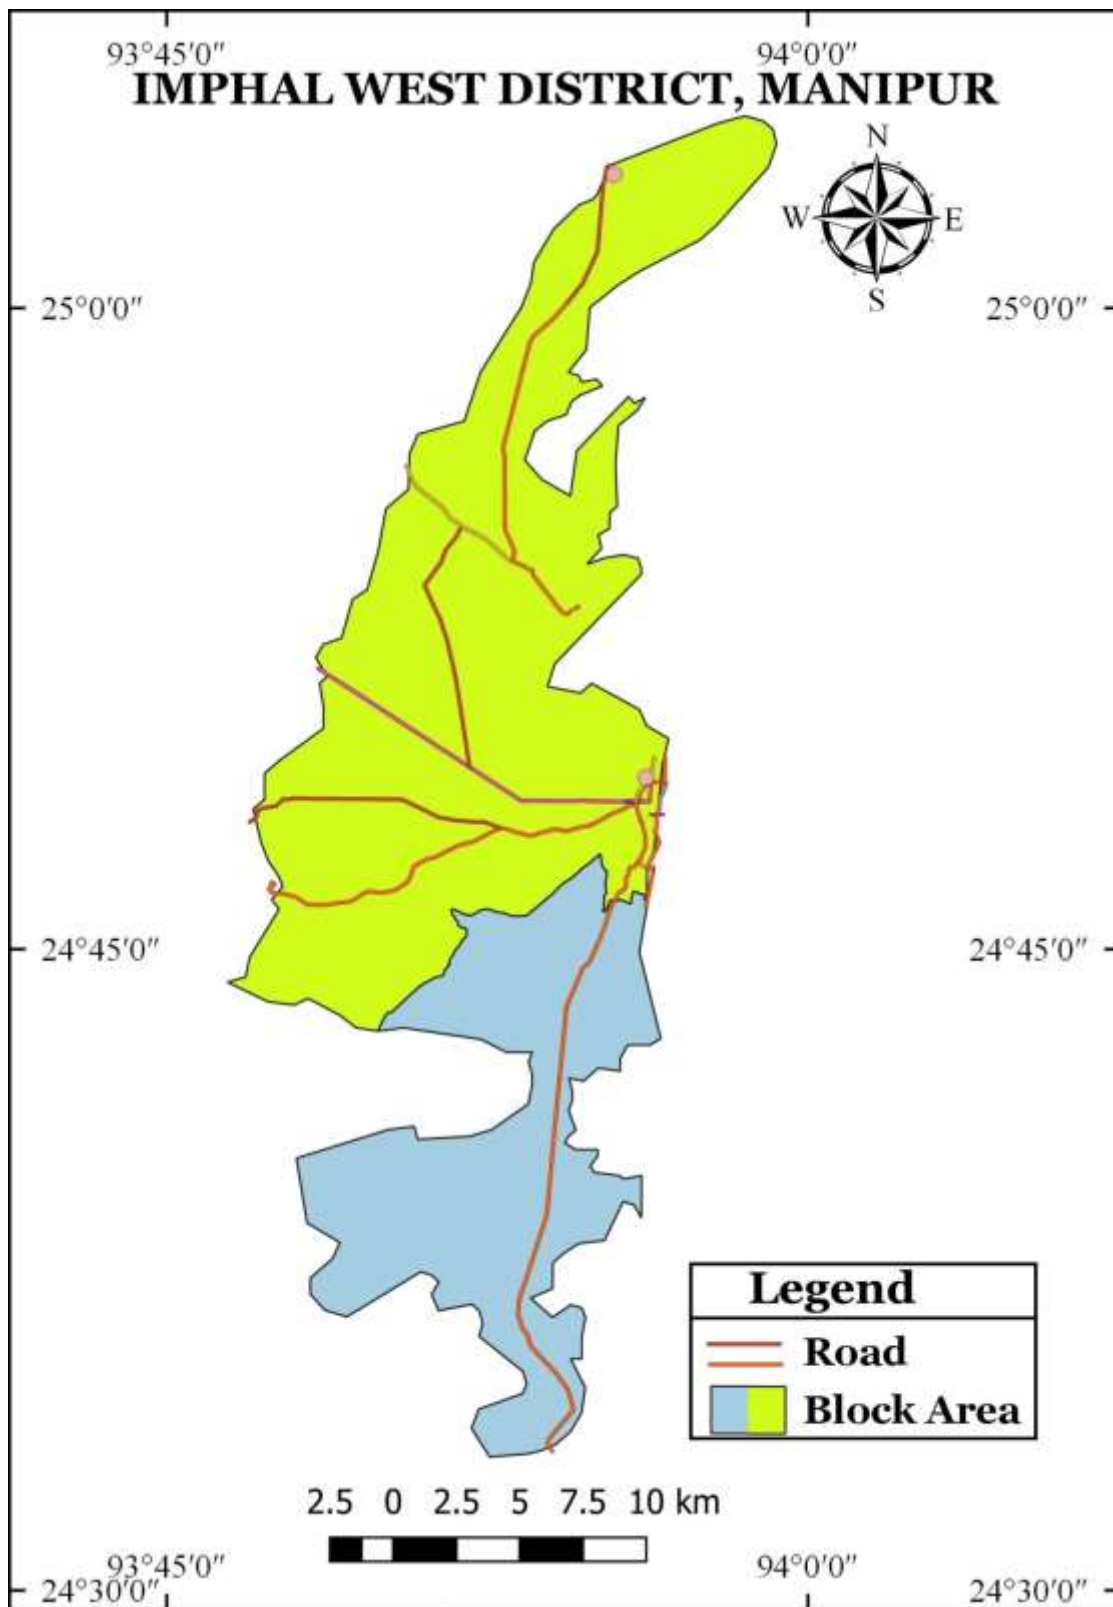 93°45′0″ 94°0′0″
IMPHAL WEST DISTRICT, MANIPUR
N
W E
S
25°0′0″ 25°0′0″
24°45′0″ 24°45′0″
Legend
Road
Block Area
2.5 0 2.5 5 7.5 10 km
93°45′0″ 94°0′0″
24°30′0″ 24°30′0″